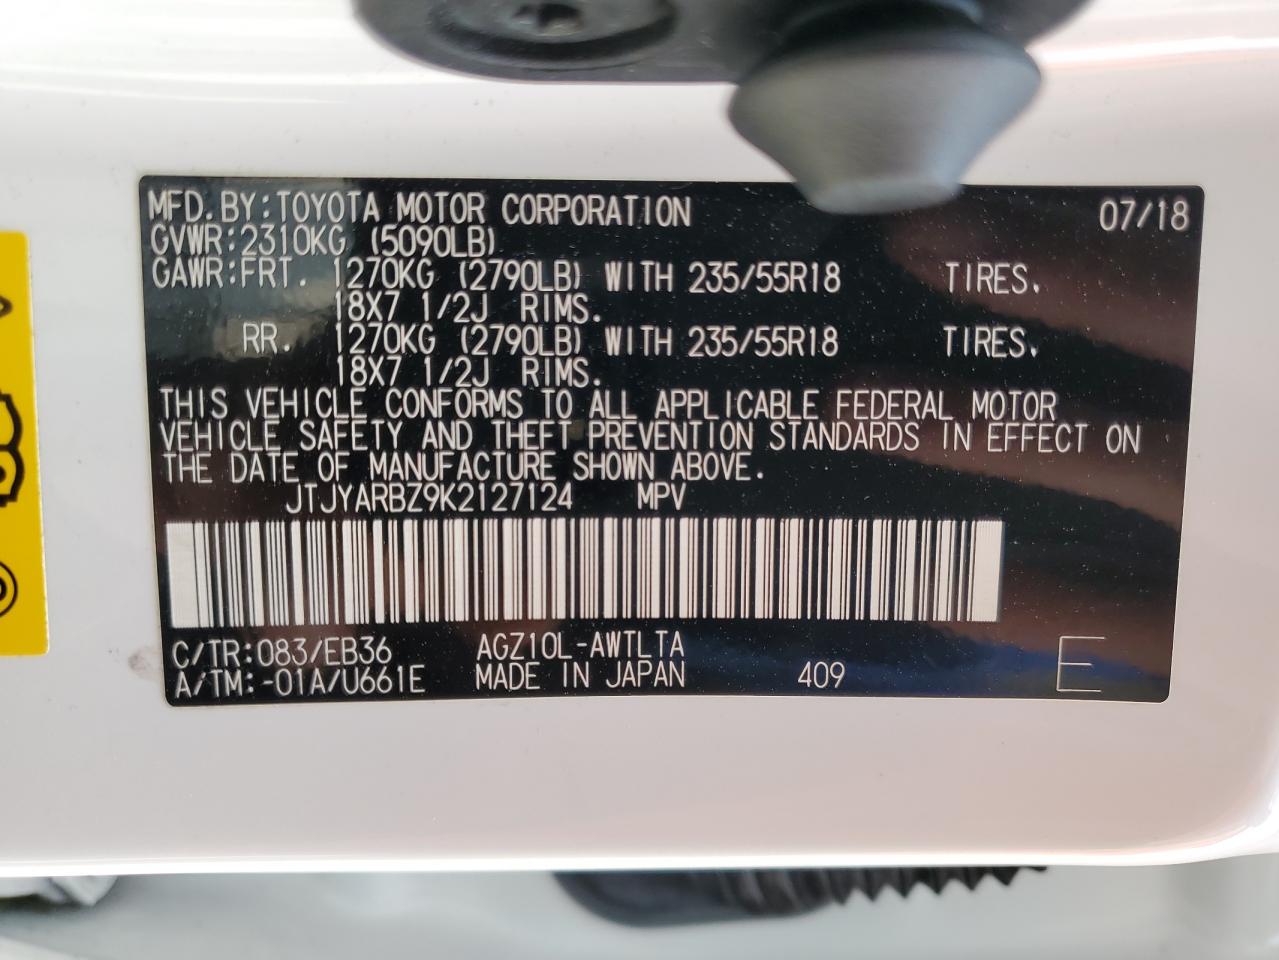 MFD.BY:TOYOTA MOTOR CORPORATION 07/18
GVWR:2310KG (5090LB)
GAWR:FRT. 1270KG (2790LB) WITH 235/55R18 TIRES.
18X7 1/2J RIMS.
RR. 1270KG (2790LB) WITH 235/55R18 TIRES.
18X7 1/2J RIMS.
THIS VEHICLE CONFORMS TO ALL APPLICABLE FEDERAL MOTOR
VEHICLE SAFETY AND THEFT PREVENTION STANDARDS IN EFFECT ON
THE DATE OF MANUFACTURE SHOWN ABOVE.
JTJYARBZ9K2127124 MPV
C/TR:083/EB36 AGZ10L-AWTLTA
A/TM:-01A/U661E MADE IN JAPAN 409 E